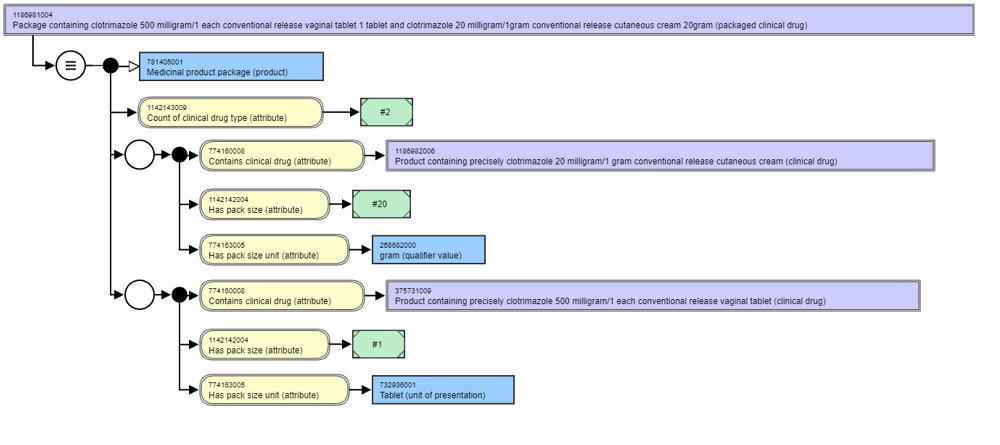 1186981004
Package containing clotrimazole 500 milligram/1 each conventional release vaginal tablet 1 tablet and clotrimazole 20 milligram/1gram conventional release cutaneous cream 20gram (packaged clinical drug)
781405001
Medicinal product package (product)
1142143009
Count of clinical drug type (attribute)
#2
774160008
Contains clinical drug (attribute)
1186982006
Product containing precisely clotrimazole 20 milligram/1 gram conventional release cutaneous cream (clinical drug)
1142142004
Has pack size (attribute)
#20
774163005
Has pack size unit (attribute)
258682000
gram (qualifier value)
774160008
Contains clinical drug (attribute)
375731009
Product containing precisely clotrimazole 500 milligram/1 each conventional release vaginal tablet (clinical drug)
1142142004
Has pack size (attribute)
#1
774163005
Has pack size unit (attribute)
732936001
Tablet (unit of presentation)